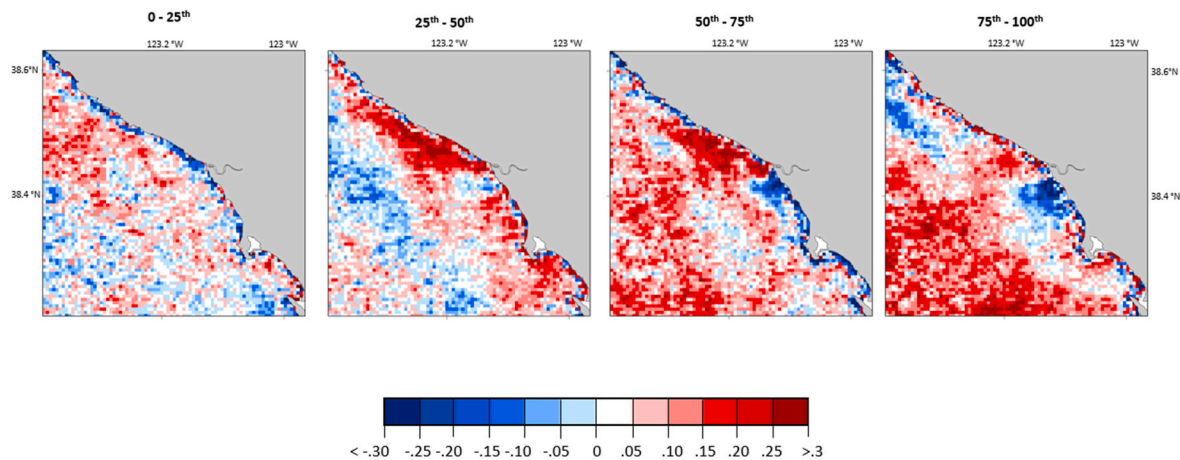 0 - 25th
25th - 50th
50th - 75th
75th - 100th
123.2 °W 123 °W 123.2 °W 123 °W 123.2 °W 123 °W 123.2 °W 123 °W
38.6°N 38.6°N
38.4 °N 38.4 °N
< -.30 -.25 -.20 -.15 -.10 -.05 0 .05 .10 .15 .20 .25 >.3